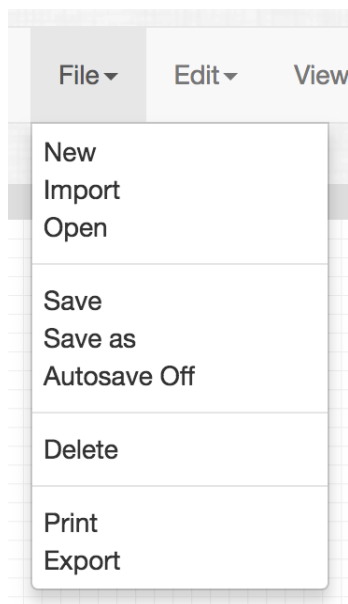 File Edit View
New
Import
Open
Save
Save as
Autosave Off
Delete
Print
Export